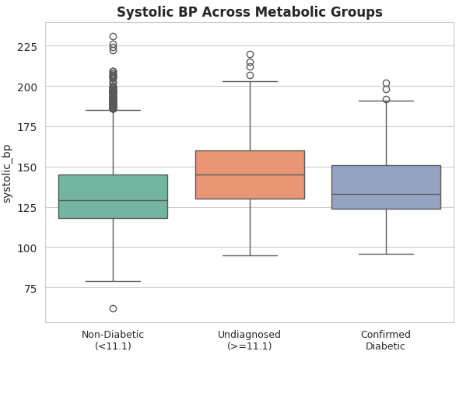 Systolic BP Across Metabolic Groups
225
200
175
150
125
100
75
systolic_bp
Non-Diabetic
(<11.1)
Undiagnosed
(>=11.1)
Confirmed
Diabetic